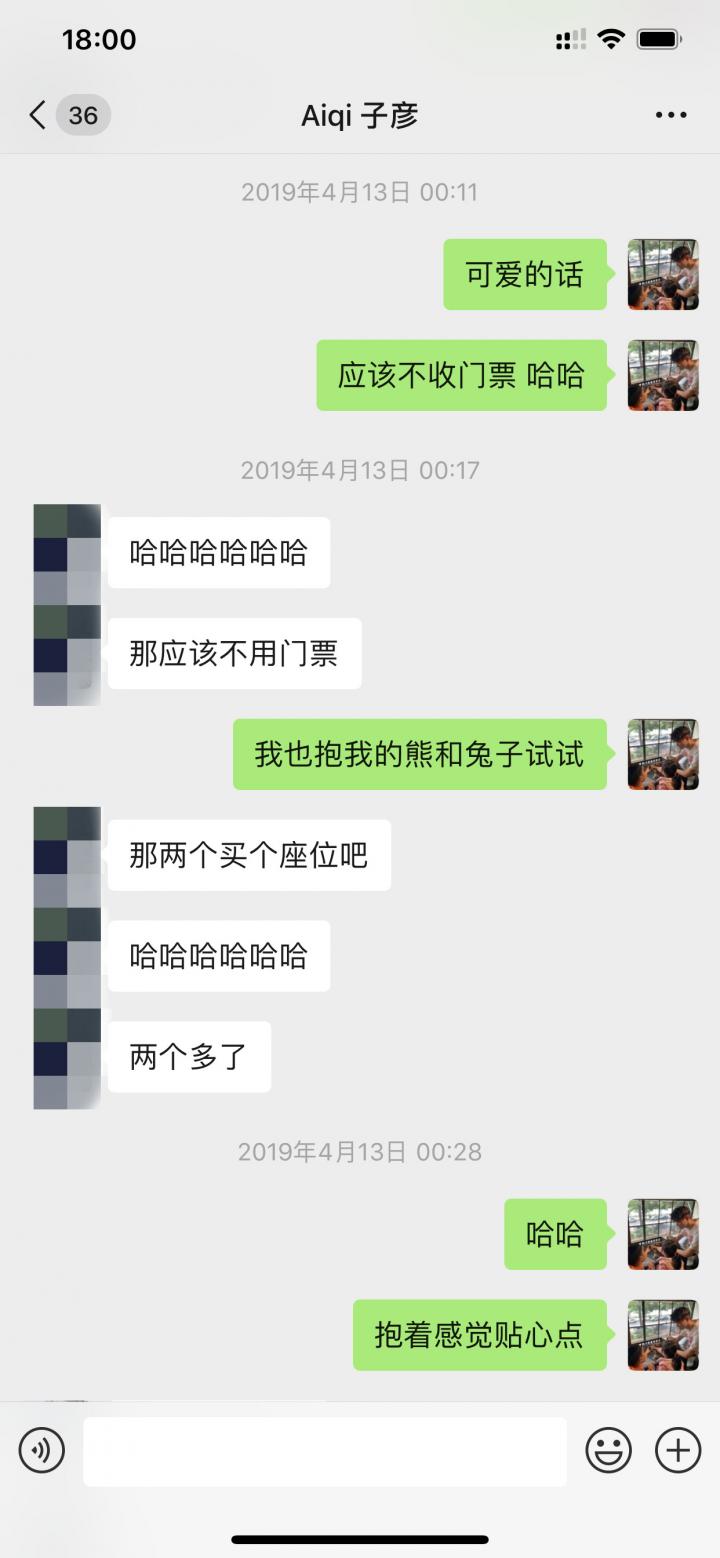 18:00
36
Aiqi 子彦
2019年4月13日 00:11
可爱的话
应该不收门票 哈哈
2019年4月13日 00:17
哈哈哈哈哈哈
那应该不用门票
我也抱我的熊和兔子试试
那两个买个座位吧
哈哈哈哈哈哈
两个多了
2019年4月13日 00:28
哈哈
抱着感觉贴心点